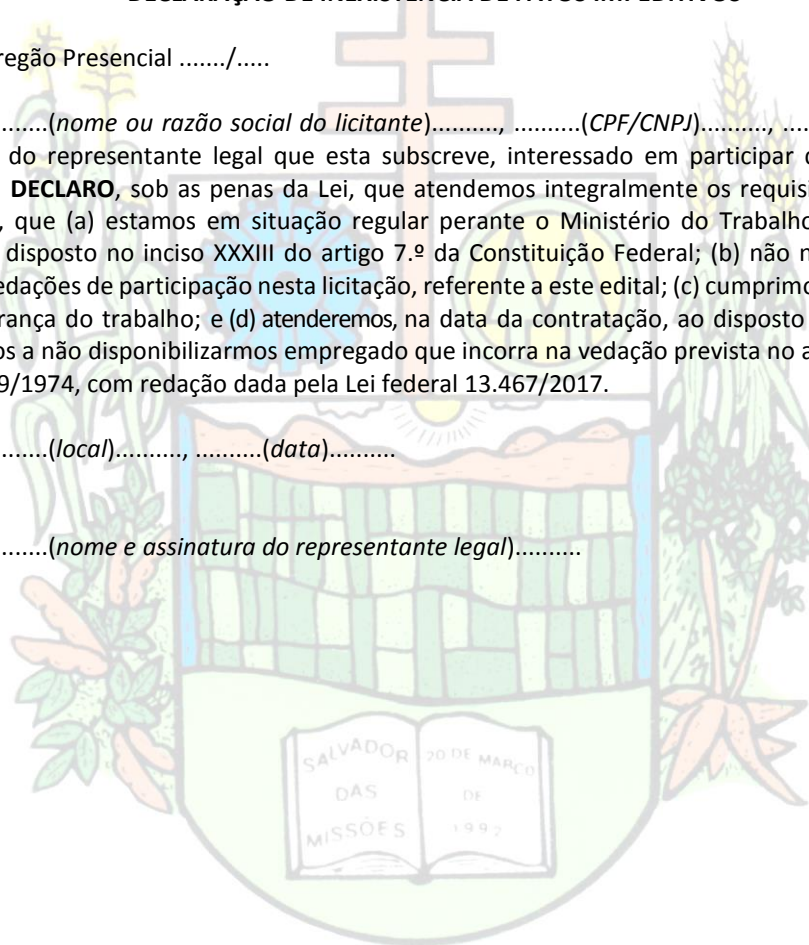 regão Presencial ......./.....
.......(nome ou razão social do licitante).........., ..........(CPF/CNPJ).........., ..
do representante legal que esta subscreve, interessado em participar
DECLARO, sob as penas da Lei, que atendemos integralmente os
, que (a) estamos em situação regular perante o Ministério do Trabalho
disposto no inciso XXXIII do artigo 7.º da Constituição Federal; (b) não
edações de participação nesta licitação, referente a este edital; (c)
rança do trabalho; e (d) atenderemos, na data da contratação, ao disposto
os a não disponibilizarmos empregado que incorra na vedação prevista no
9/1974, com redação dada pela Lei federal 13.467/2017.
.......(local).........., ..........(data)..........
.......(nome e assinatura do representante legal)..........
SALVADOR DAS MISSÕES
20 DE MARÇO DE 1992